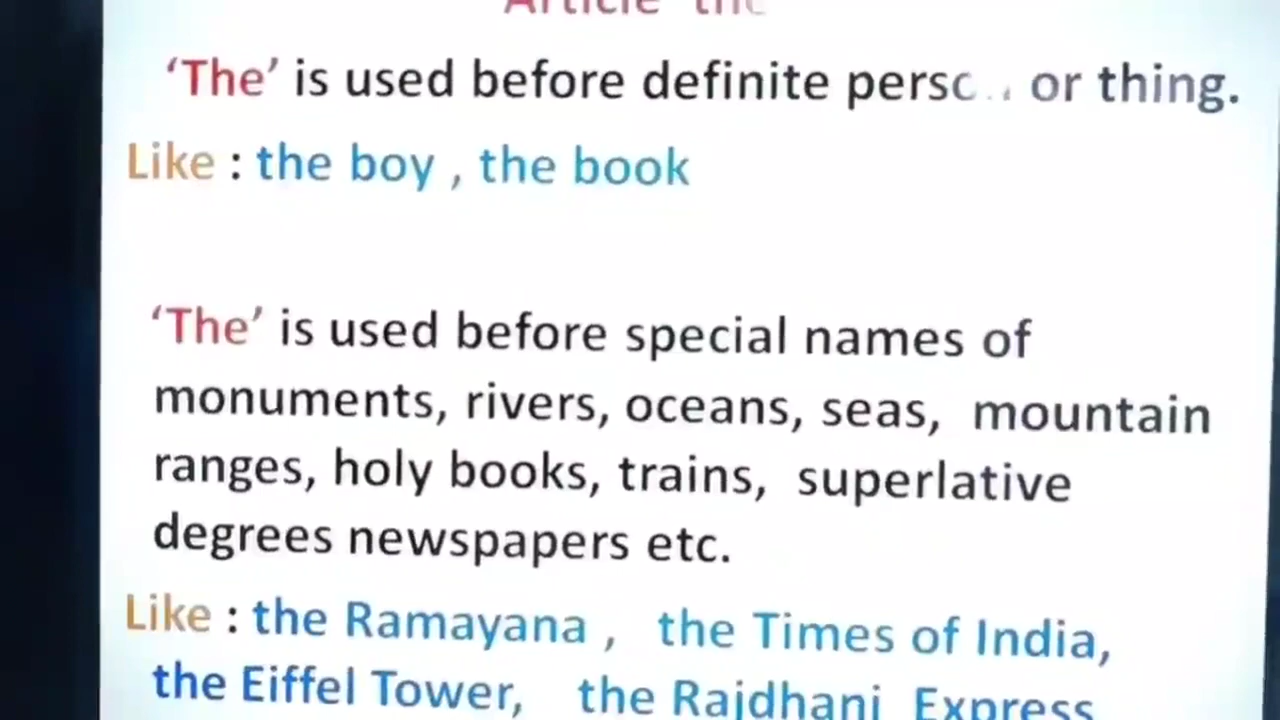 Article the
‘The’ is used before definite or thing.
Like : the boy , the book
‘The’ is used before special names of
monuments, rivers, oceans, seas, mountain
ranges, holy books, trains, superlative
degrees newspapers etc.
Like : the Ramayana , the Times of India,
the Eiffel Tower, the Rajdhani Express